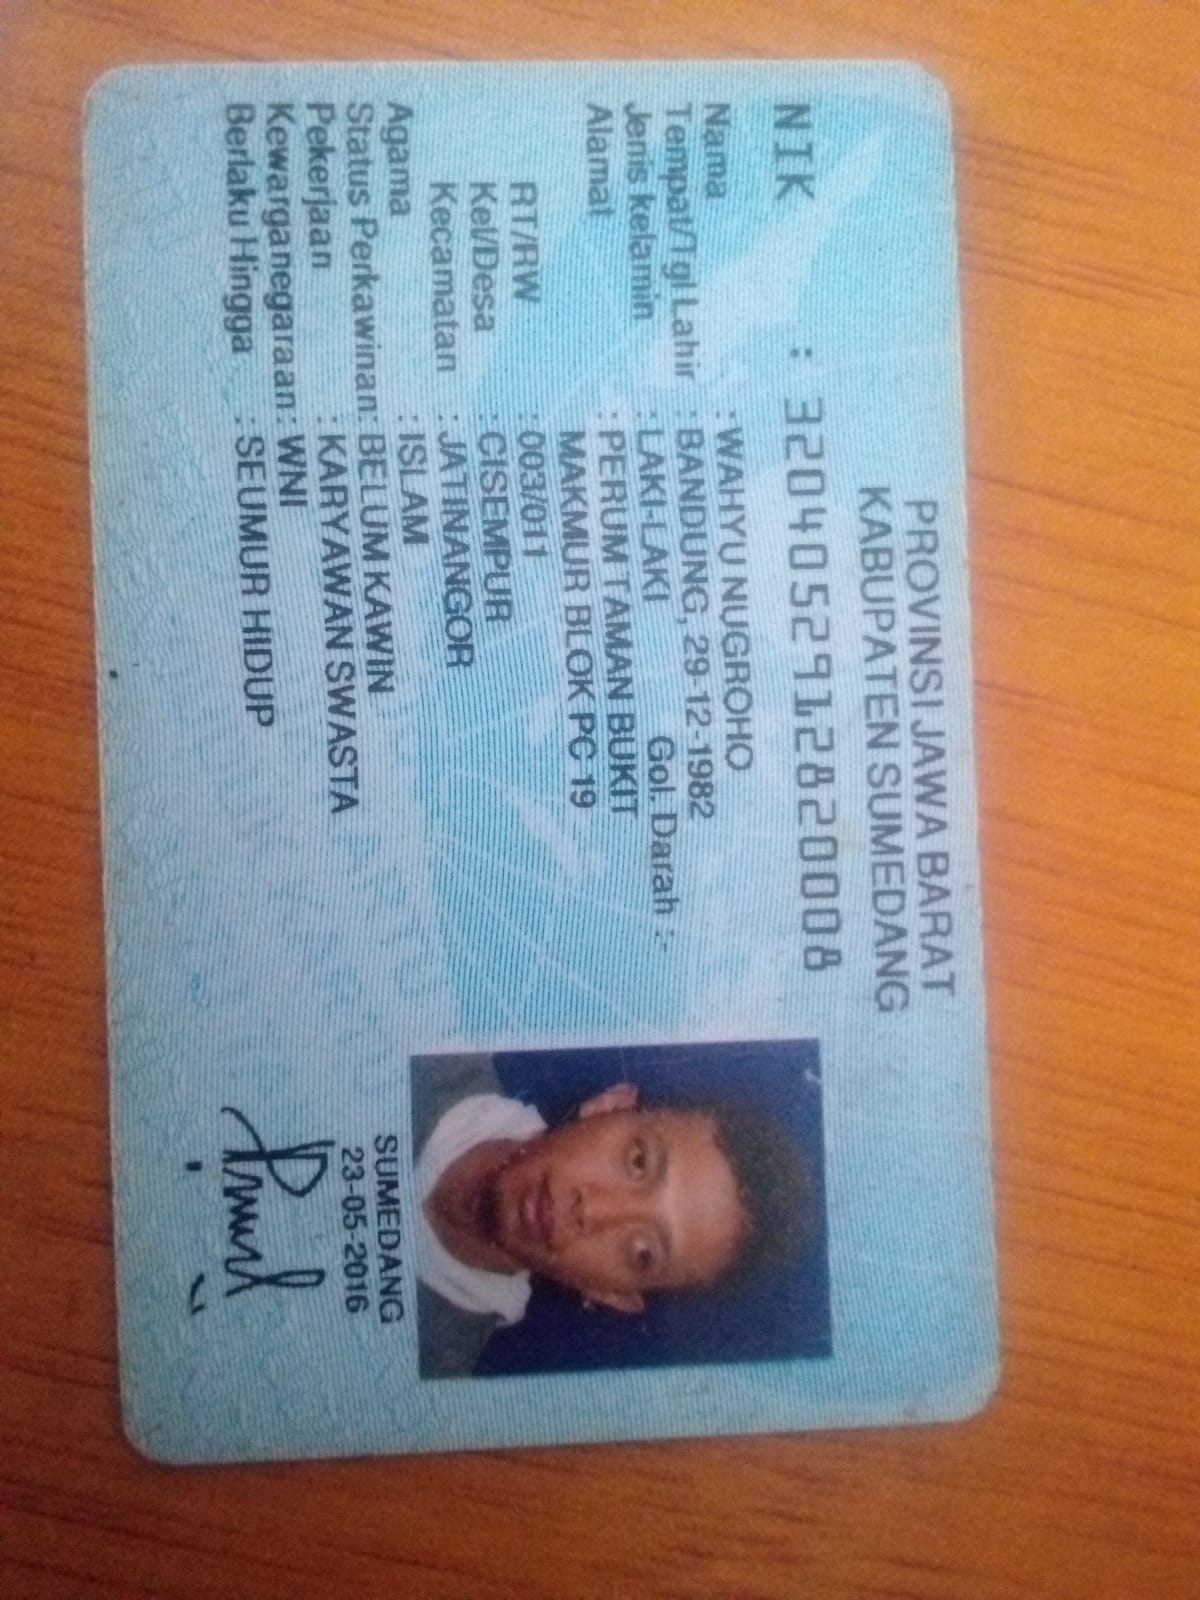 PROVINSI JAWA BARAT
KABUPATEN SUMEDANG
NIK : 3204052912820008
Nama : WAHYU NUGROHO
Tempat/Tgl Lahir : BANDUNG, 29-12-1982
Jenis kelamin : LAKI-LAKI Gol. Darah :-
Alamat : PERUM TAMAN BUKIT
MAKMUR BLOK PC 19
RT/RW : 003/011
Kel/Desa : CISEMPUR
Kecamatan : JATINANGOR
Agama : ISLAM
Status Perkawinan: BELUM KAWIN
Pekerjaan : KARYAWAN SWASTA
Kewarganegaraan: WNI
Berlaku Hingga : SEUMUR HIDUP
SUMEDANG
23-05-2016